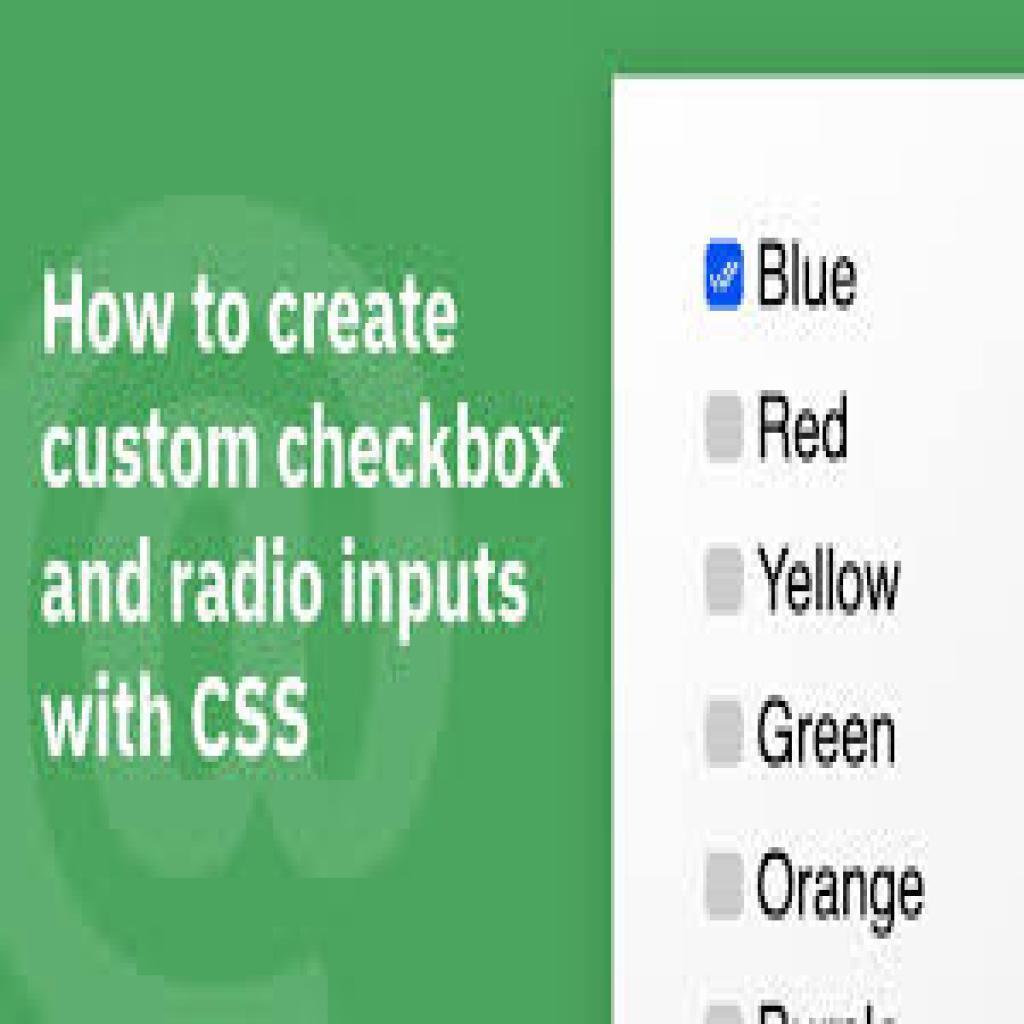 How to create
custom checkbox
and radio inputs
with CSS
Blue
Red
Yellow
Green
Orange